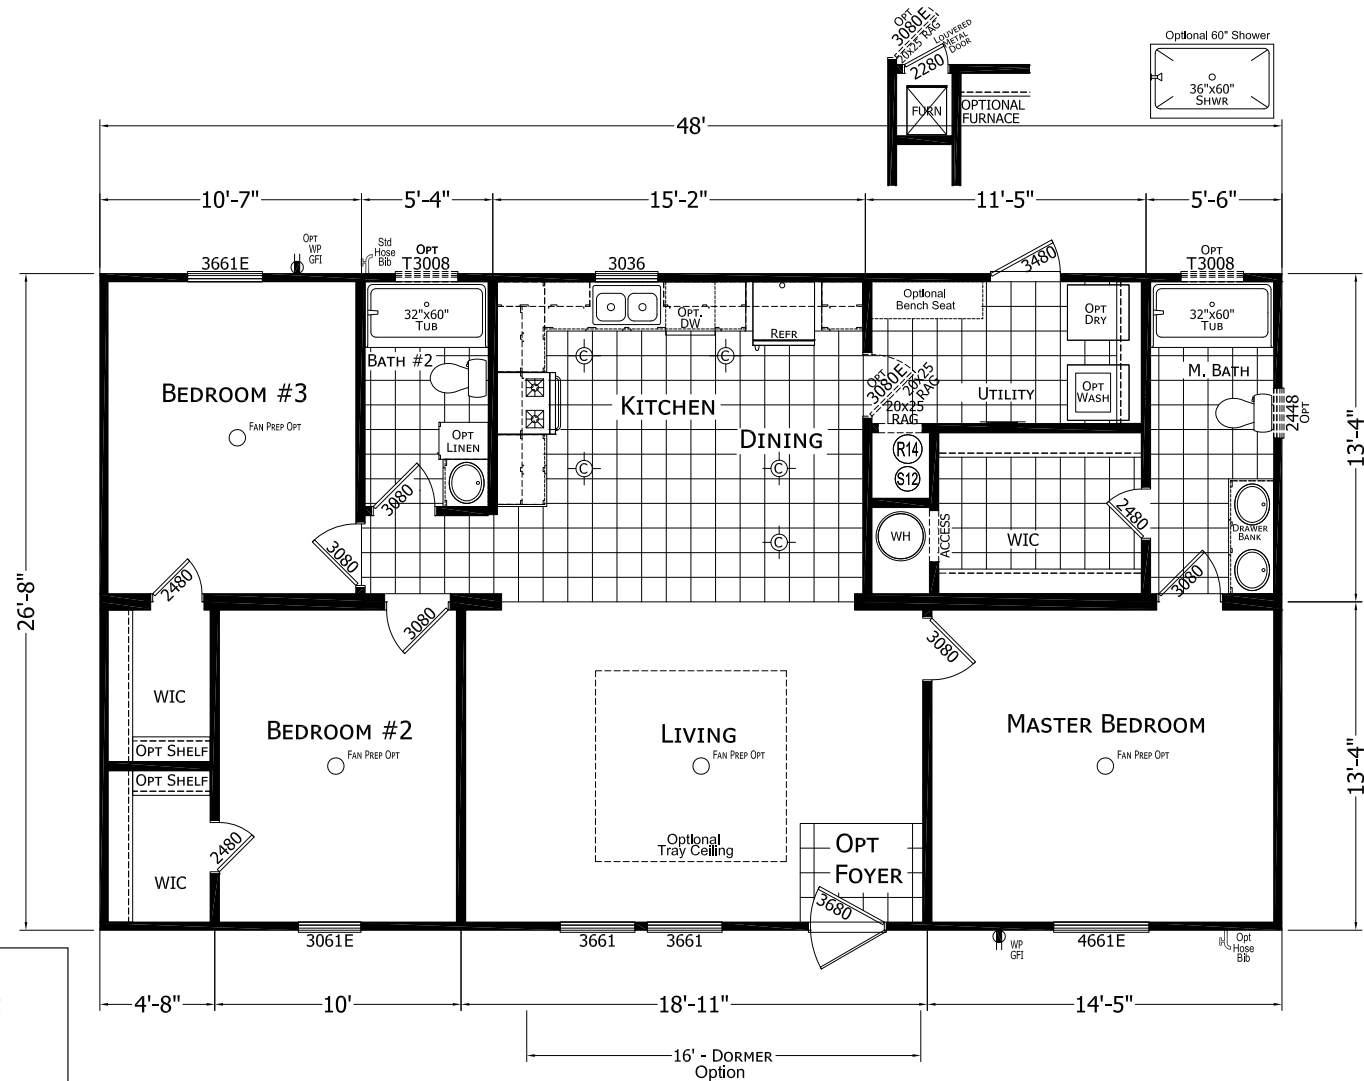 OPT
3080E
20x25 RAG
LOUVERED
METAL
DOOR
2280
FURN
OPTIONAL
FURNACE
Optional 60" Shower
36"x60"
SHWR
48'
10'-7"
5'-4"
15'-2"
11'-5"
5'-6"
3661E
OPT
WP
GFI
Std
Hose
Bib
OPT
T3008
3036
3480
OPT
T3008
32"x60"
TUB
OPT.
DW
REFR
Optional
Bench Seat
OPT
DRY
32"x60"
TUB
BATH #2
C
C
OPT
3080E
20x25
RAG
M. BATH
BEDROOM #3
FAN PREP OPT
KITCHEN
UTILITY
OPT
WASH
2448
OPT
20x25
RAG
DINING
OPT
LINEN
R14
S12
C
C
3080
2480
DRAWER
BANK
13'-4"
3080
C
WH
ACCESS
WIC
2480
3080
3080
26'-8"
3080
WIC
BEDROOM #2
FAN PREP OPT
LIVING
FAN PREP OPT
MASTER BEDROOM
FAN PREP OPT
OPT SHELF
OPT SHELF
13'-4"
2480
Optional
Tray Ceiling
OPT
FOYER
WIC
3680
3061E
3661
3661
WP
GFI
4661E
Opt
Hose
Bib
4'-8"
10'
18'-11"
14'-5"
16' - DORMER
Option